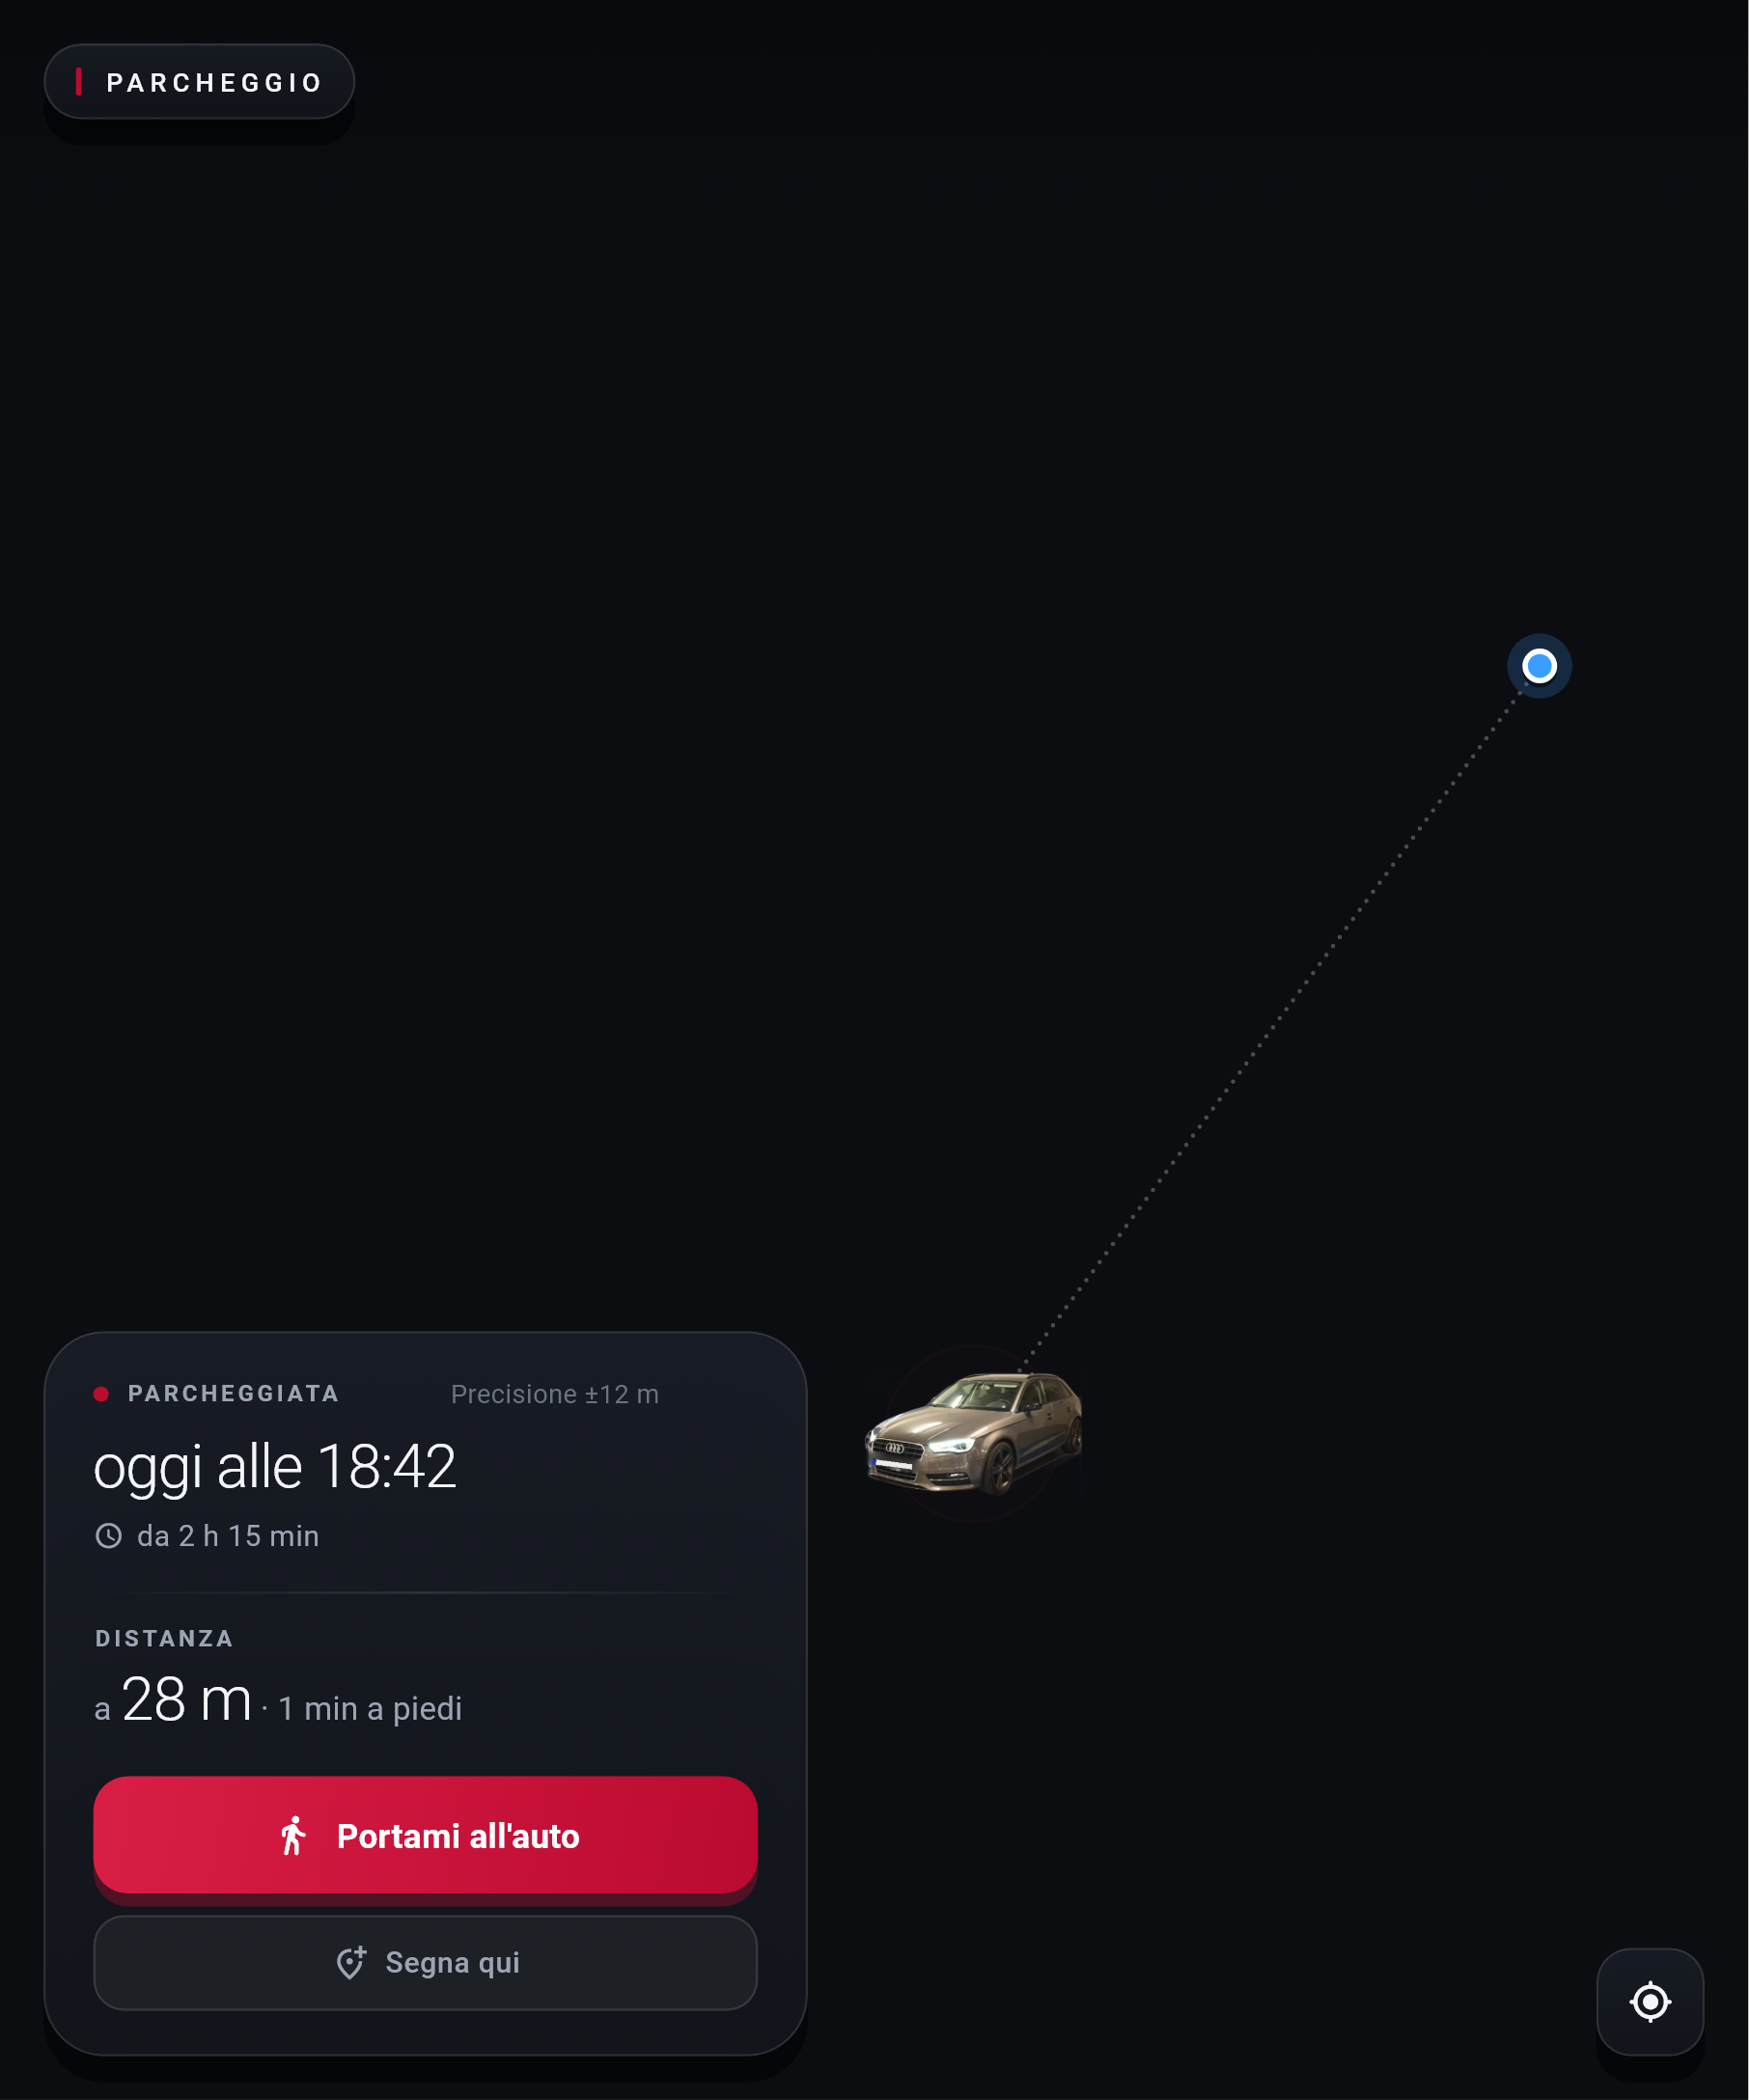 PARCHEGGIO
PARCHEGGIATA Precisione ±12 m
oggi alle 18:42
da 2 h 15 min
DISTANZA
a 28 m · 1 min a piedi
Portami all'auto
Segna qui